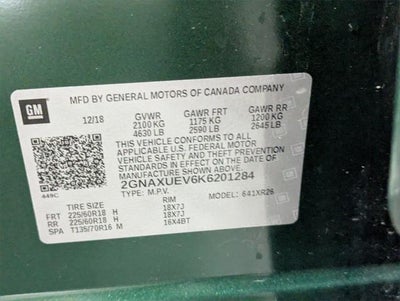 GM
MFD BY GENERAL MOTORS OF CANADA COMPANY
12/18 GVWR GAWR FRT GAWR RR
2100 KG 1175 KG 1200 KG
4630 LB 2590 LB 2645 LB
THIS VEHICLE CONFORMS TO ALL
APPLICABLE U.S. FEDERAL MOTOR
VEHICLE SAFETY AND THEFT PREVENTION
STANDARDS IN EFFECT ON THE DATE OF
MANUFACTURE SHOWN ABOVE.
2GNAXUEV6K6201284
449C TYPE: M.P.V. MODEL: 641XR26
TIRE SIZE RIM
FRT 225/60R18 H 18X7J
RR 225/60R18 H 18X7J
SPA T135/70R16 M 16X4BT